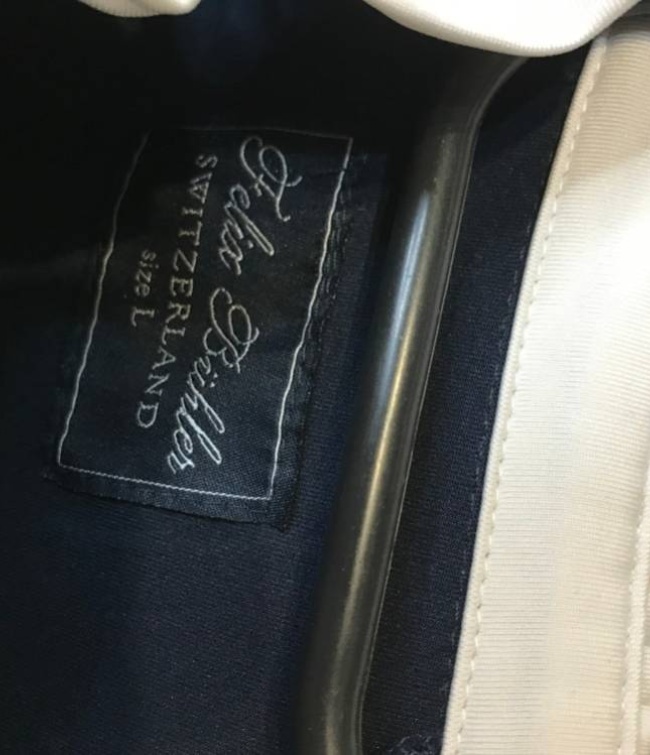 Felix Bühler
SWITZERLAND
size L